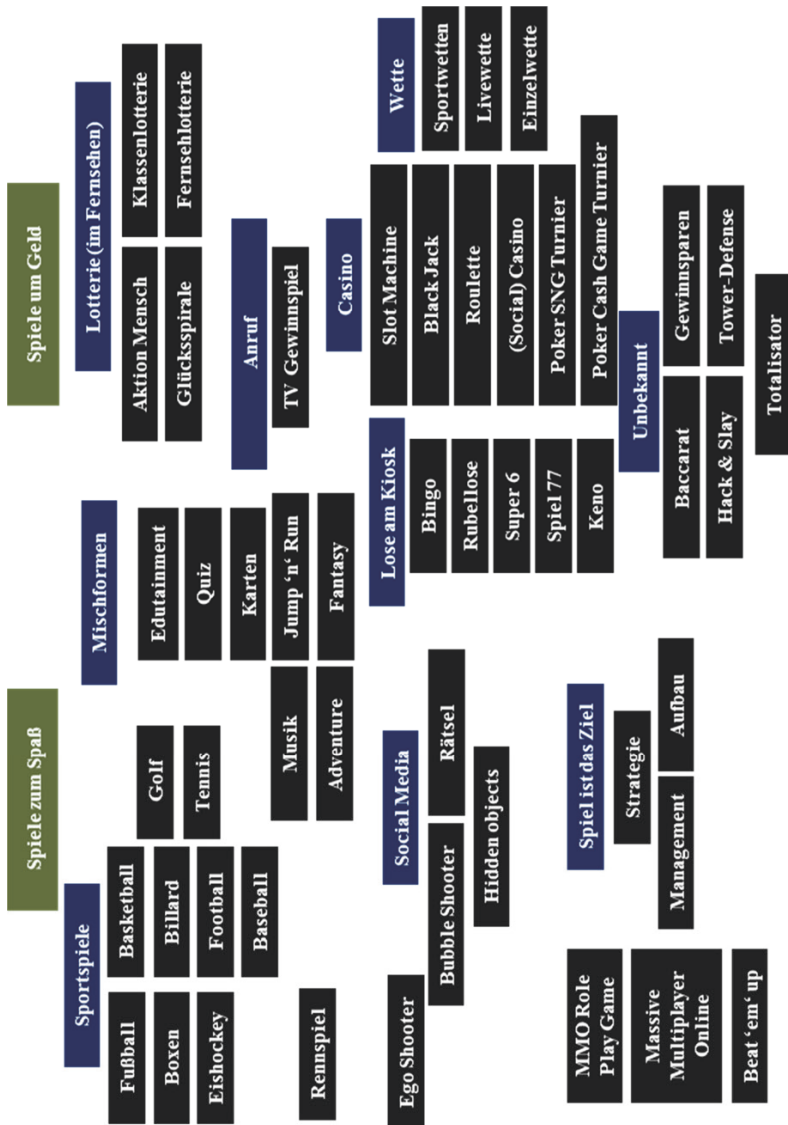 Spiele zum Spaß
Spiele um Geld
Sportspiele
Mischformen
Lotterie (im Fernsehen)
Fußball
Basketball
Boxen
Billard
Eishockey
Football
Baseball
Rennspiel
Golf
Tennis
Edutainment
Quiz
Karten
Musik
Jump ‘n‘ Run
Adventure
Fantasy
Aktion Mensch
Klassenlotterie
Glücksspirale
Fernsehlotterie
Anruf
TV Gewinnspiel
Ego Shooter
Social Media
Bubble Shooter
Rätsel
Hidden objects
Lose am Kiosk
Bingo
Rubellose
Super 6
Spiel 77
Keno
Casino
Slot Machine
Black Jack
Roulette
(Social) Casino
Poker SNG Turnier
Poker Cash Game Turnier
Wette
Sportwetten
Livewette
Einzelwette
MMO Role
Play Game
Massive
Multiplayer
Online
Beat ‘em‘ up
Spiel ist das Ziel
Strategie
Management
Aufbau
Unbekannt
Baccarat
Gewinnsparen
Hack & Slay
Tower-Defense
Totalisator